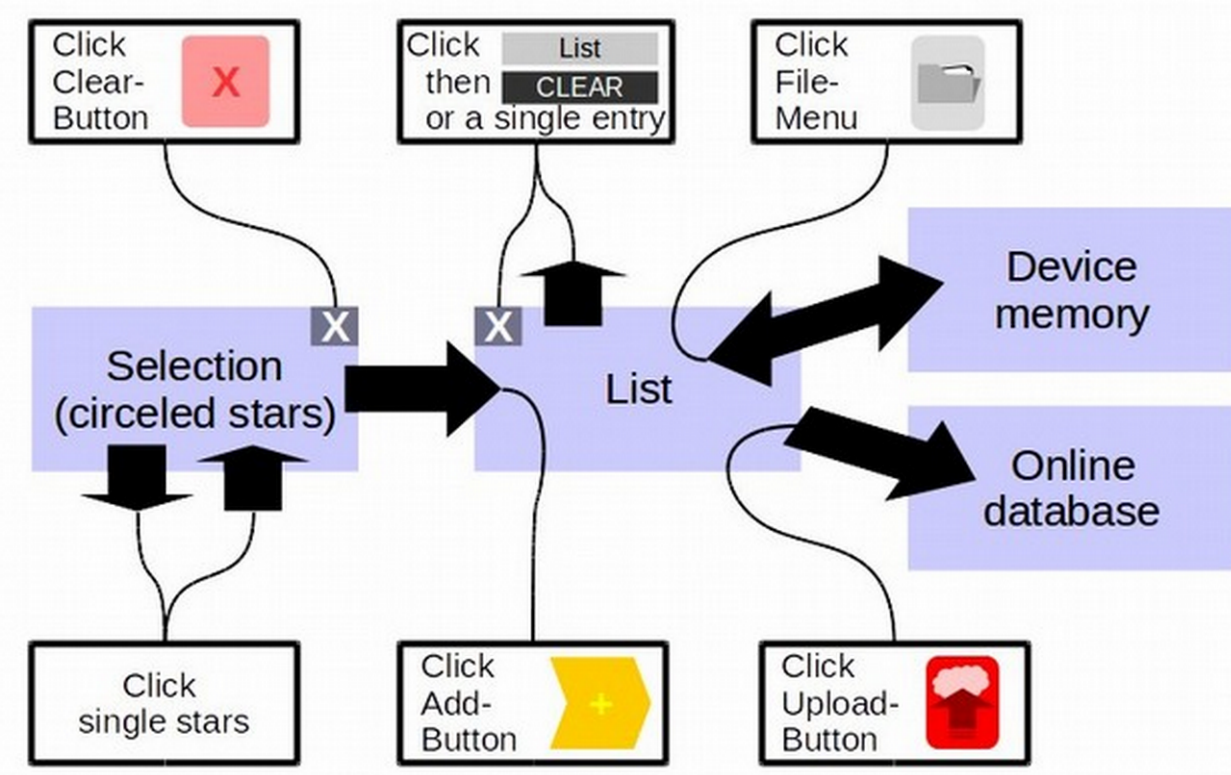 Click
Clear-
Button
X
Click
List
then
CLEAR
or a single entry
Click
File-
Menu
X
X
Selection
(circeled stars)
List
Device
memory
Online
database
Click
single stars
Click
Add-
Button
+
Click
Upload-
Button